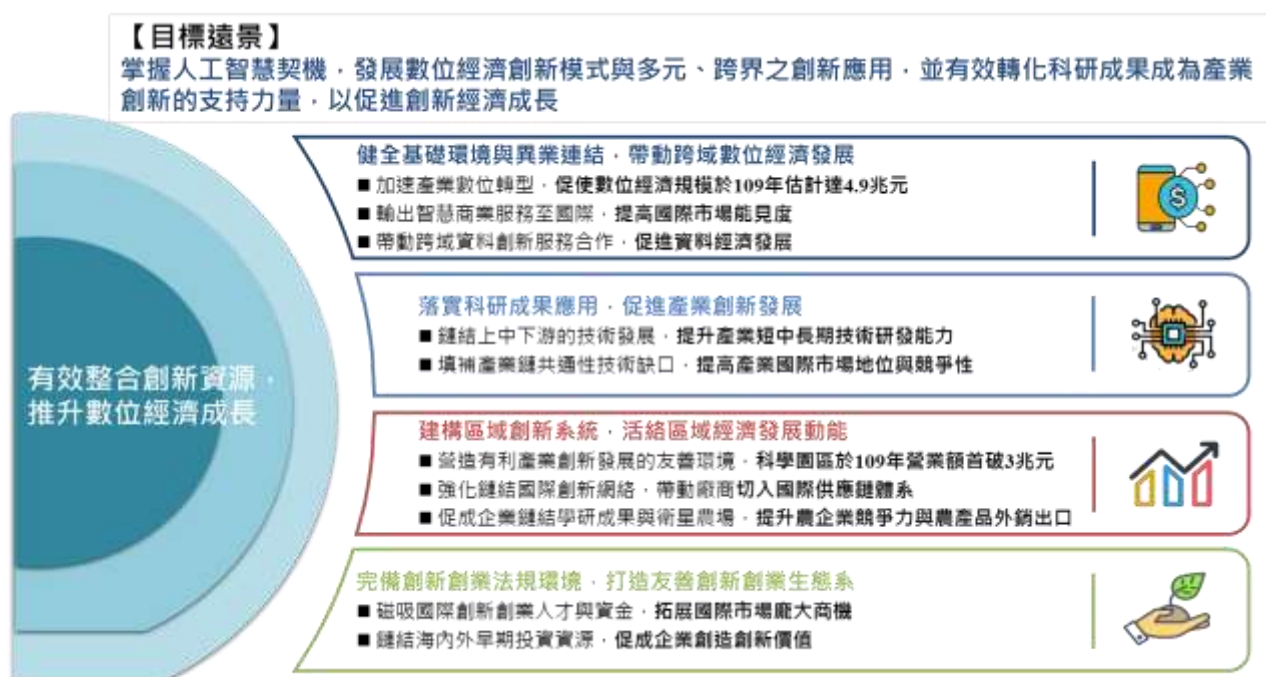 【目標遠景】
掌握人工智慧契機，發展數位經濟創新模式與多元、跨界之創新應用，並有效轉化科研成果成為產業
創新的支持力量，以促進創新經濟成長
有效整合創新資源，
推升數位經濟成長
健全基礎環境與異業連結，帶動跨域數位經濟發展
■ 加速產業數位轉型，促使數位經濟規模於109年估計達4.9兆元
■ 輸出智慧商業服務至國際，提高國際市場能見度
■ 帶動跨域資料創新服務合作，促進資料經濟發展
落實科研成果應用，促進產業創新發展
■ 鏈結上中下游的技術發展，提升產業短中長期技術研發能力
■ 填補產業鏈共通性技術缺口，提高產業國際市場地位與競爭性
建構區域創新系統，活絡區域經濟發展動能
■ 營造有利產業創新發展的友善環境，科學園區於109年營業額首破3兆元
■ 強化鏈結國際創新網絡，帶動廠商切入國際供應鏈體系
■ 促成企業鏈結學研成果與衛星農場，提升農企業競爭力與農產品外銷出口
完備創新創業法規環境，打造友善創新創業生態系
■ 磁吸國際創新創業人才與資金，拓展國際市場龐大商機
■ 鏈結海內外早期投資資源，促成企業創造創新價值